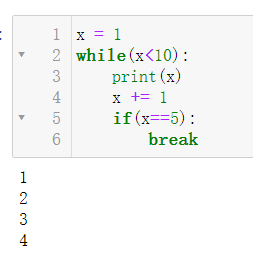 1 x = 1
2 while(x<10):
3     print(x)
4     x += 1
5     if(x==5):
6         break
1
2
3
4